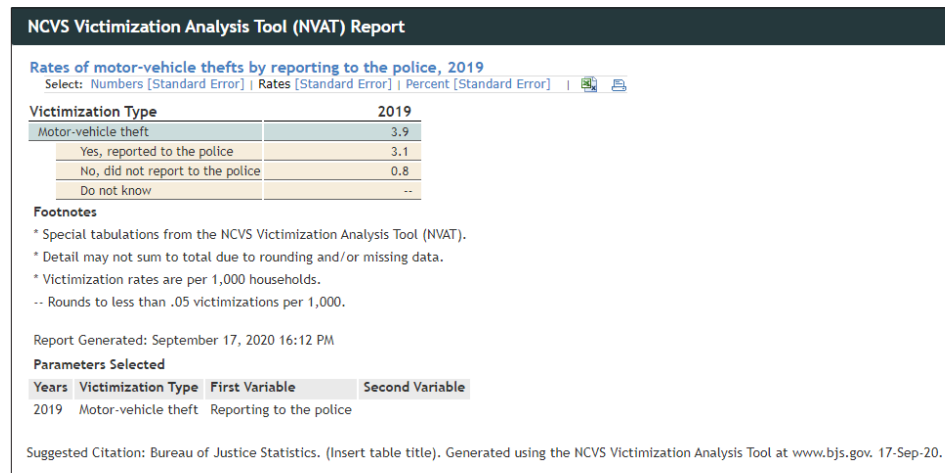 NCVS Victimization Analysis Tool (NVAT) Report
Rates of motor-vehicle thefts by reporting to the police, 2019
Select: Numbers [Standard Error] | Rates [Standard Error] | Percent [Standard Error] |
Victimization Type 2019
Motor-vehicle theft 3.9
Yes, reported to the police 3.1
No, did not report to the police 0.8
Do not know --
Footnotes
* Special tabulations from the NCVS Victimization Analysis Tool (NVAT).
* Detail may not sum to total due to rounding and/or missing data.
* Victimization rates are per 1,000 households.
-- Rounds to less than .05 victimizations per 1,000.
Report Generated: September 17, 2020 16:12 PM
Parameters Selected
Years Victimization Type First Variable Second Variable
2019 Motor-vehicle theft Reporting to the police
Suggested Citation: Bureau of Justice Statistics. (Insert table title). Generated using the NCVS Victimization Analysis Tool at www.bjs.gov. 17-Sep-20.